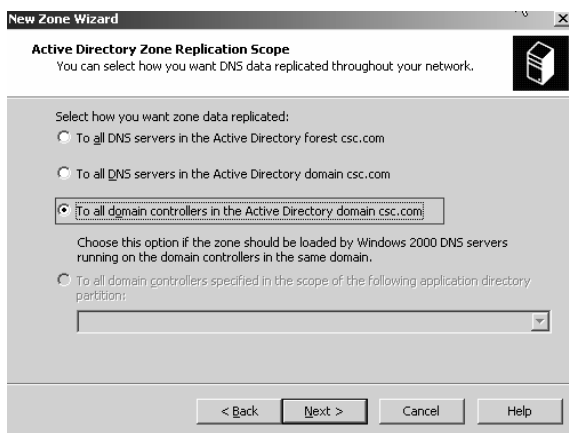 New Zone Wizard
Active Directory Zone Replication Scope
You can select how you want DNS data replicated throughout your network.
Select how you want zone data replicated:
To all DNS servers in the Active Directory forest csc.com
To all DNS servers in the Active Directory domain csc.com
To all domain controllers in the Active Directory domain csc.com
Choose this option if the zone should be loaded by Windows 2000 DNS servers
running on the domain controllers in the same domain.
To all domain controllers specified in the scope of the following application directory
partition:
< Back Next > Cancel Help